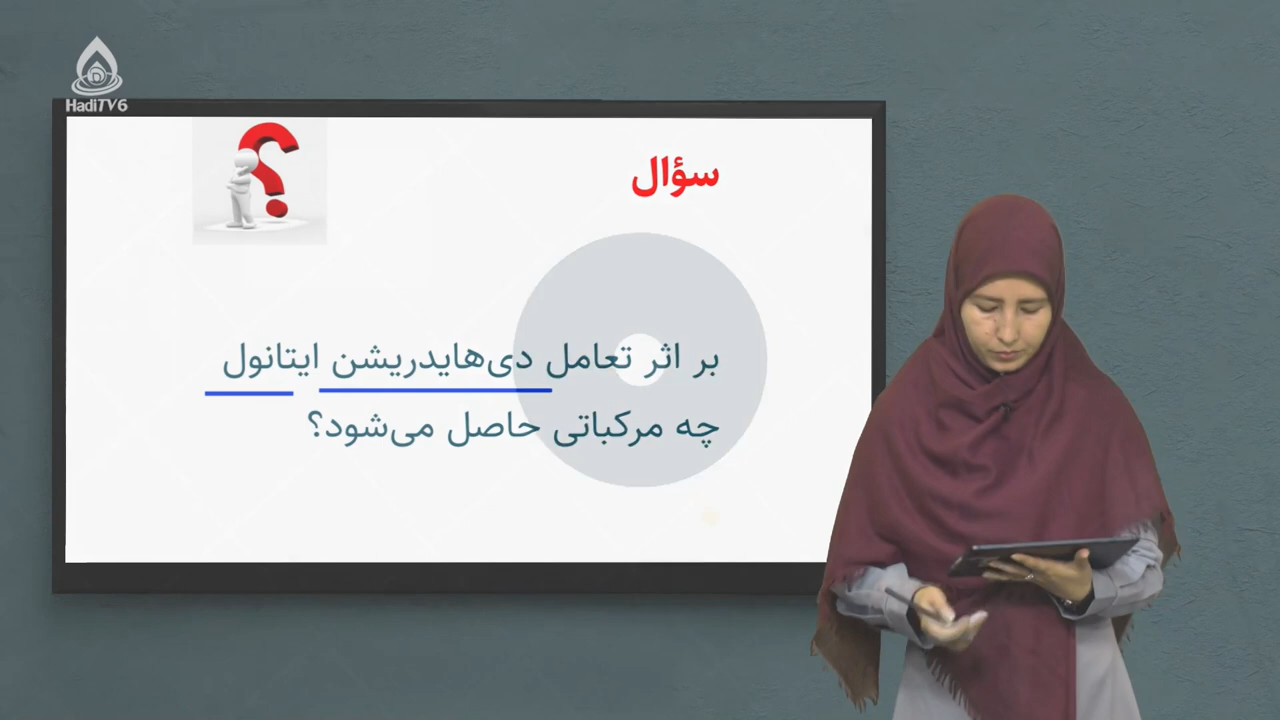 HadiTV6
سؤال
بر اثر تعامل دی‌هایدریشن ایتانول
چه مرکباتی حاصل می‌شود؟